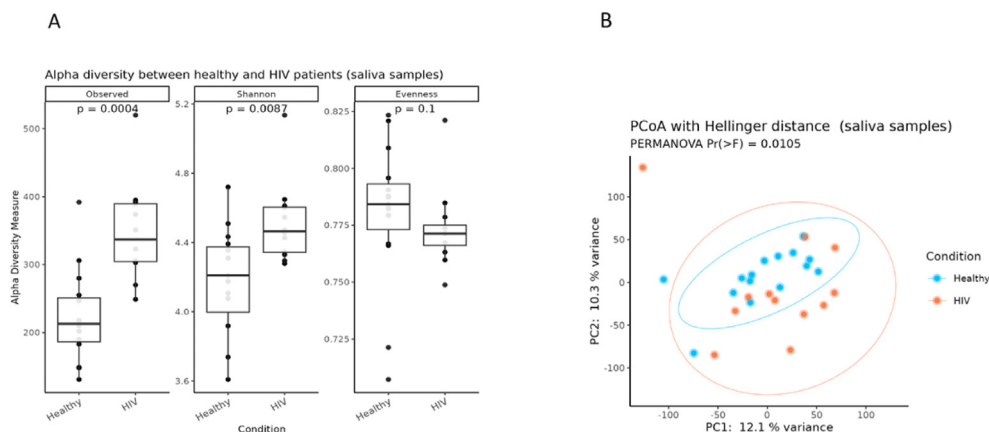 A
Alpha diversity between healthy and HIV patients (saliva samples)
Observed
Shannon
Evenness
p = 0.0004
p = 0.0087
p = 0.1
Alpha Diversity Measure
500
400
300
200
5.2
4.8
4.4
4.0
3.6
0.825
0.800
0.775
0.750
0.725
Healthy
HIV
Healthy
HIV
Healthy
HIV
Condition
B
PCoA with Hellinger distance (saliva samples)
PERMANOVA Pr(>F) = 0.0105
PC2: 10.3 % variance
100
50
0
-50
-100
-100
-50
0
50
100
PC1: 12.1 % variance
Condition
Healthy
HIV